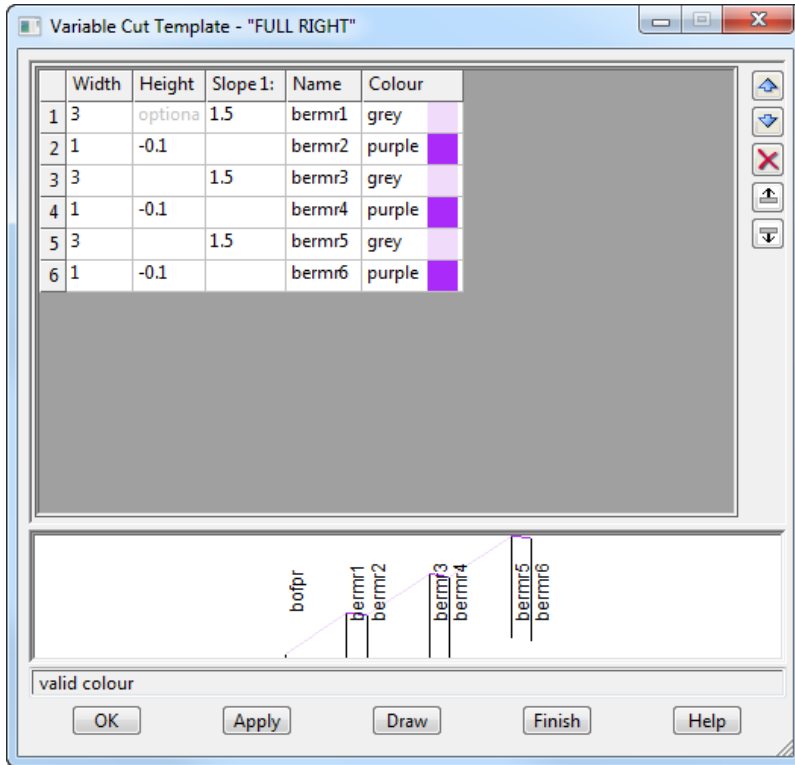 Variable Cut Template - "FULL RIGHT"
Width Height Slope 1: Name Colour
1 3 optiona 1.5 bermr1 grey
2 1 -0.1 bermr2 purple
3 3 1.5 bermr3 grey
4 1 -0.1 bermr4 purple
5 3 1.5 bermr5 grey
6 1 -0.1 bermr6 purple
bofpr
bermr1
bermr2
bermr3
bermr4
bermr5
bermr6
valid colour
OK Apply Draw Finish Help